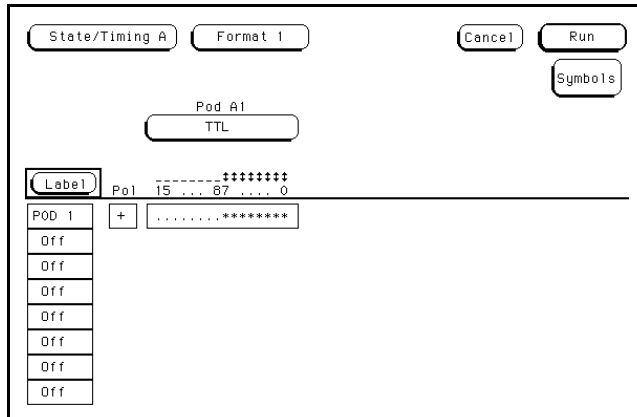 State/Timing A Format 1 Cancel Run
Symbols
Pod A1
TTL
--------↕↕↕↕↕↕↕↕
Label Pol 15 ... 87 .... 0
POD 1 + ........********
Off
Off
Off
Off
Off
Off
Off